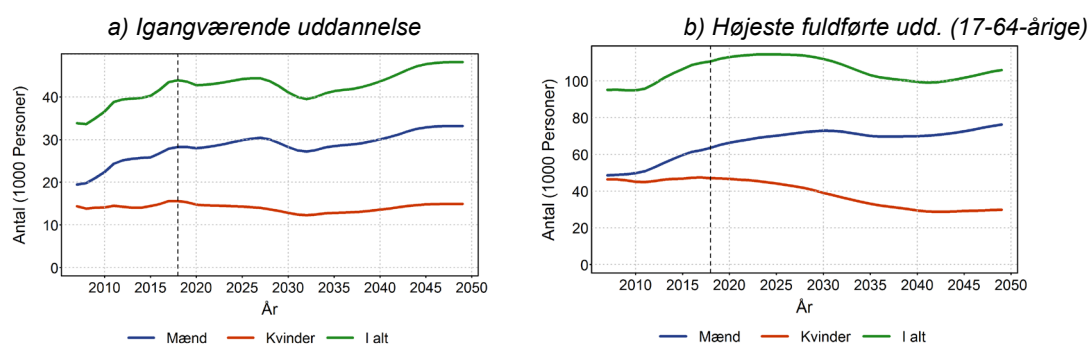 a) Igangværende uddannelse
Antal (1000 Personer)
40
30
20
10
0
2010 2015 2020 2025 2030 2035 2040 2045 2050
År
Mænd Kvinder I alt
b) Højeste fuldførte udd. (17-64-årige)
Antal (1000 Personer)
100
80
60
40
20
0
2010 2015 2020 2025 2030 2035 2040 2045 2050
År
Mænd Kvinder I alt